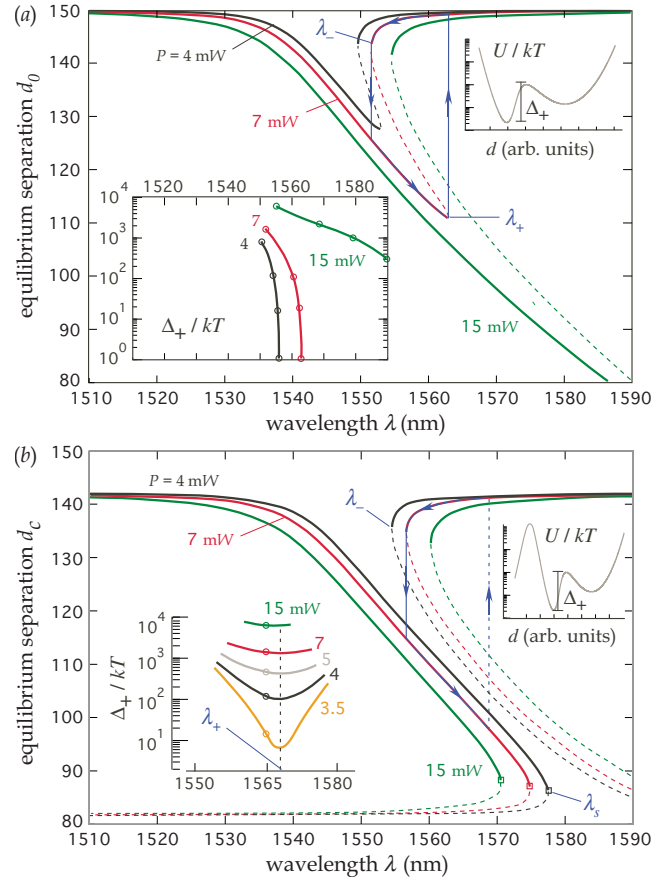 (a)
150
140
130
120
110
100
90
80
equilibrium separation d0
P = 4 mW
7 mW
15 mW
λ−
λ+
U / kT
Δ+
d (arb. units)
1520 1540 1560 1580
10^4
10^3
10^2
10^1
10^0
7
4
15 mW
Δ+ / kT
1510 1520 1530 1540 1550 1560 1570 1580 1590
wavelength λ (nm)
(b)
150
140
130
120
110
100
90
80
equilibrium separation dc
P = 4 mW
7 mW
15 mW
λ−
λs
U / kT
Δ+
d (arb. units)
10^4
10^3
10^2
10^1
Δ+ / kT
15 mW
7
5
4
3.5
λ+
1550 1565 1580
1510 1520 1530 1540 1550 1560 1570 1580 1590
wavelength λ (nm)